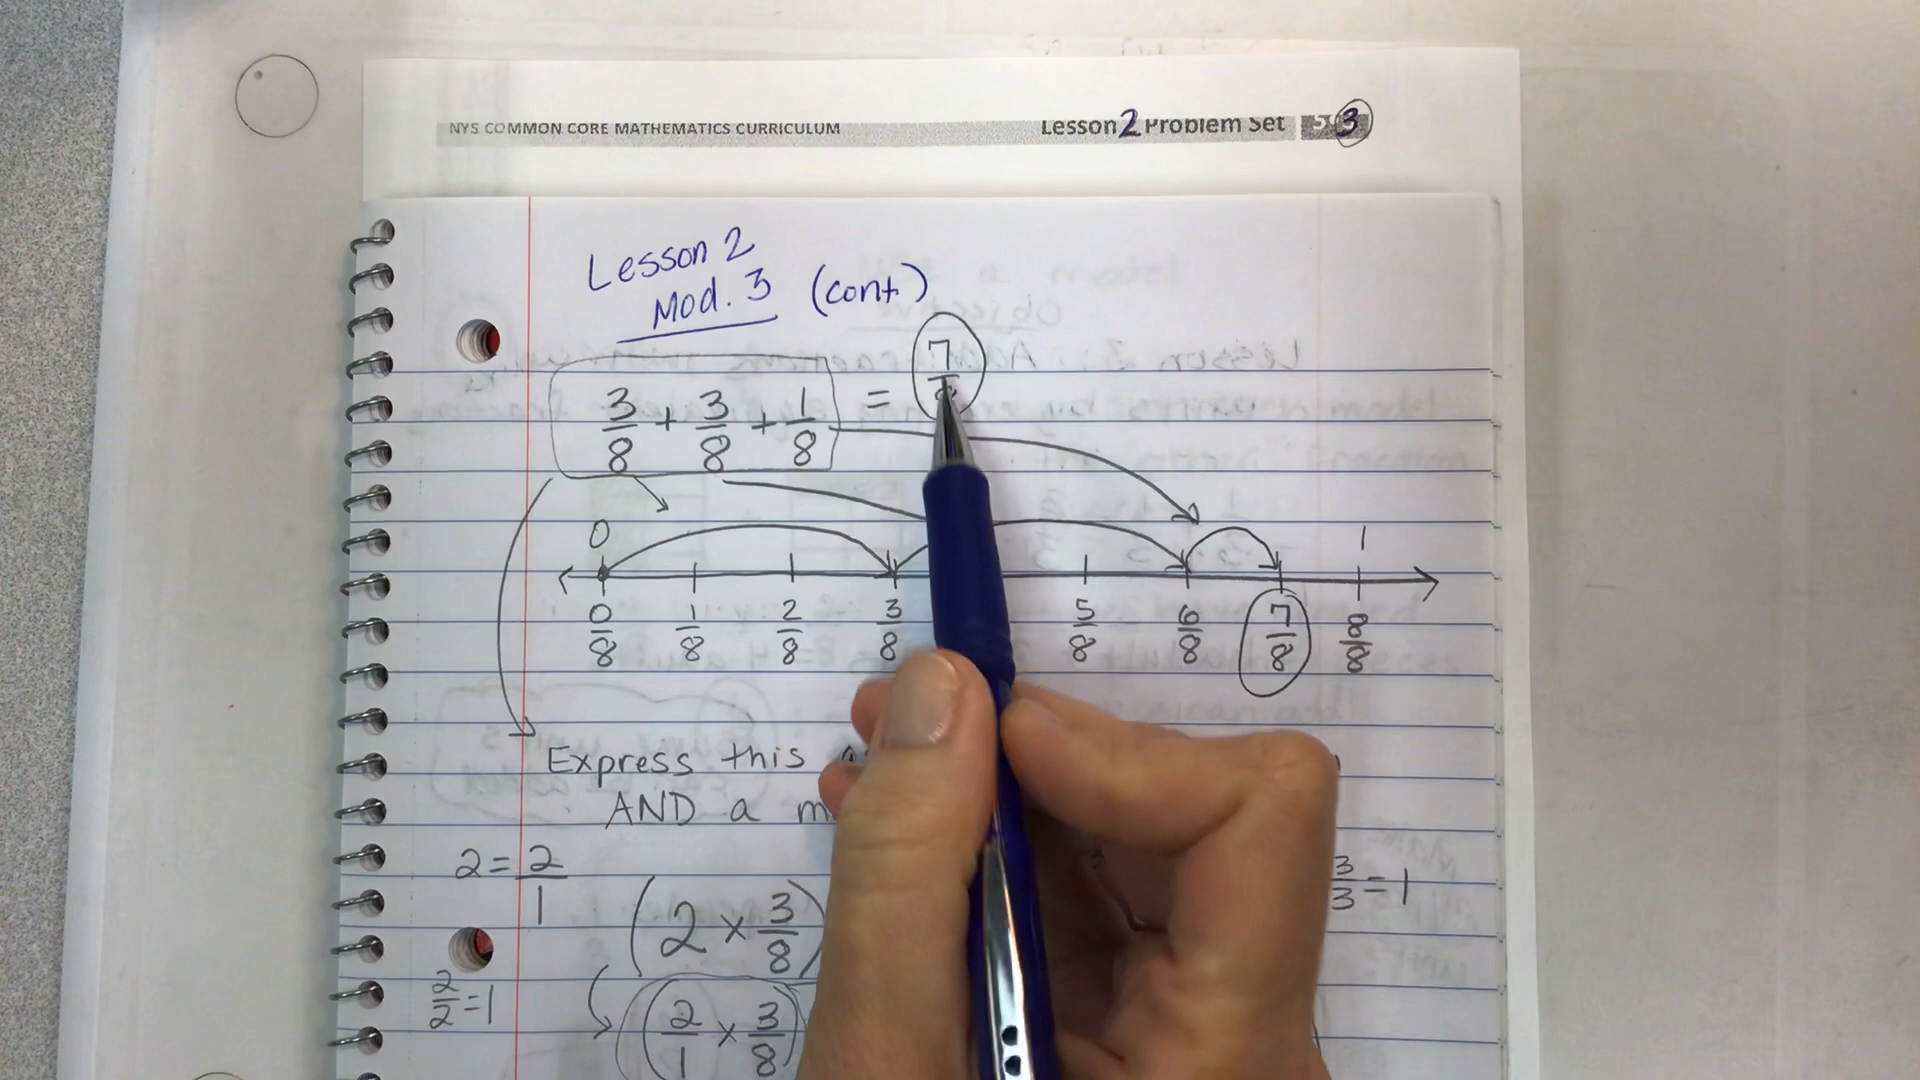 NYS COMMON CORE MATHEMATICS CURRICULUM Lesson 2 Problem Set 5 3
Lesson 2
Mod. 3 (cont.)
3/8 + 3/8 + 1/8 = 7/8
0 1
0/8 1/8 2/8 3/8 5/8 6/8 7/8 8/8
Express this
AND a
2 = 2/1 3/3 = 1
(2 × 3/8)
2/2 = 1
(2/1 × 3/8)